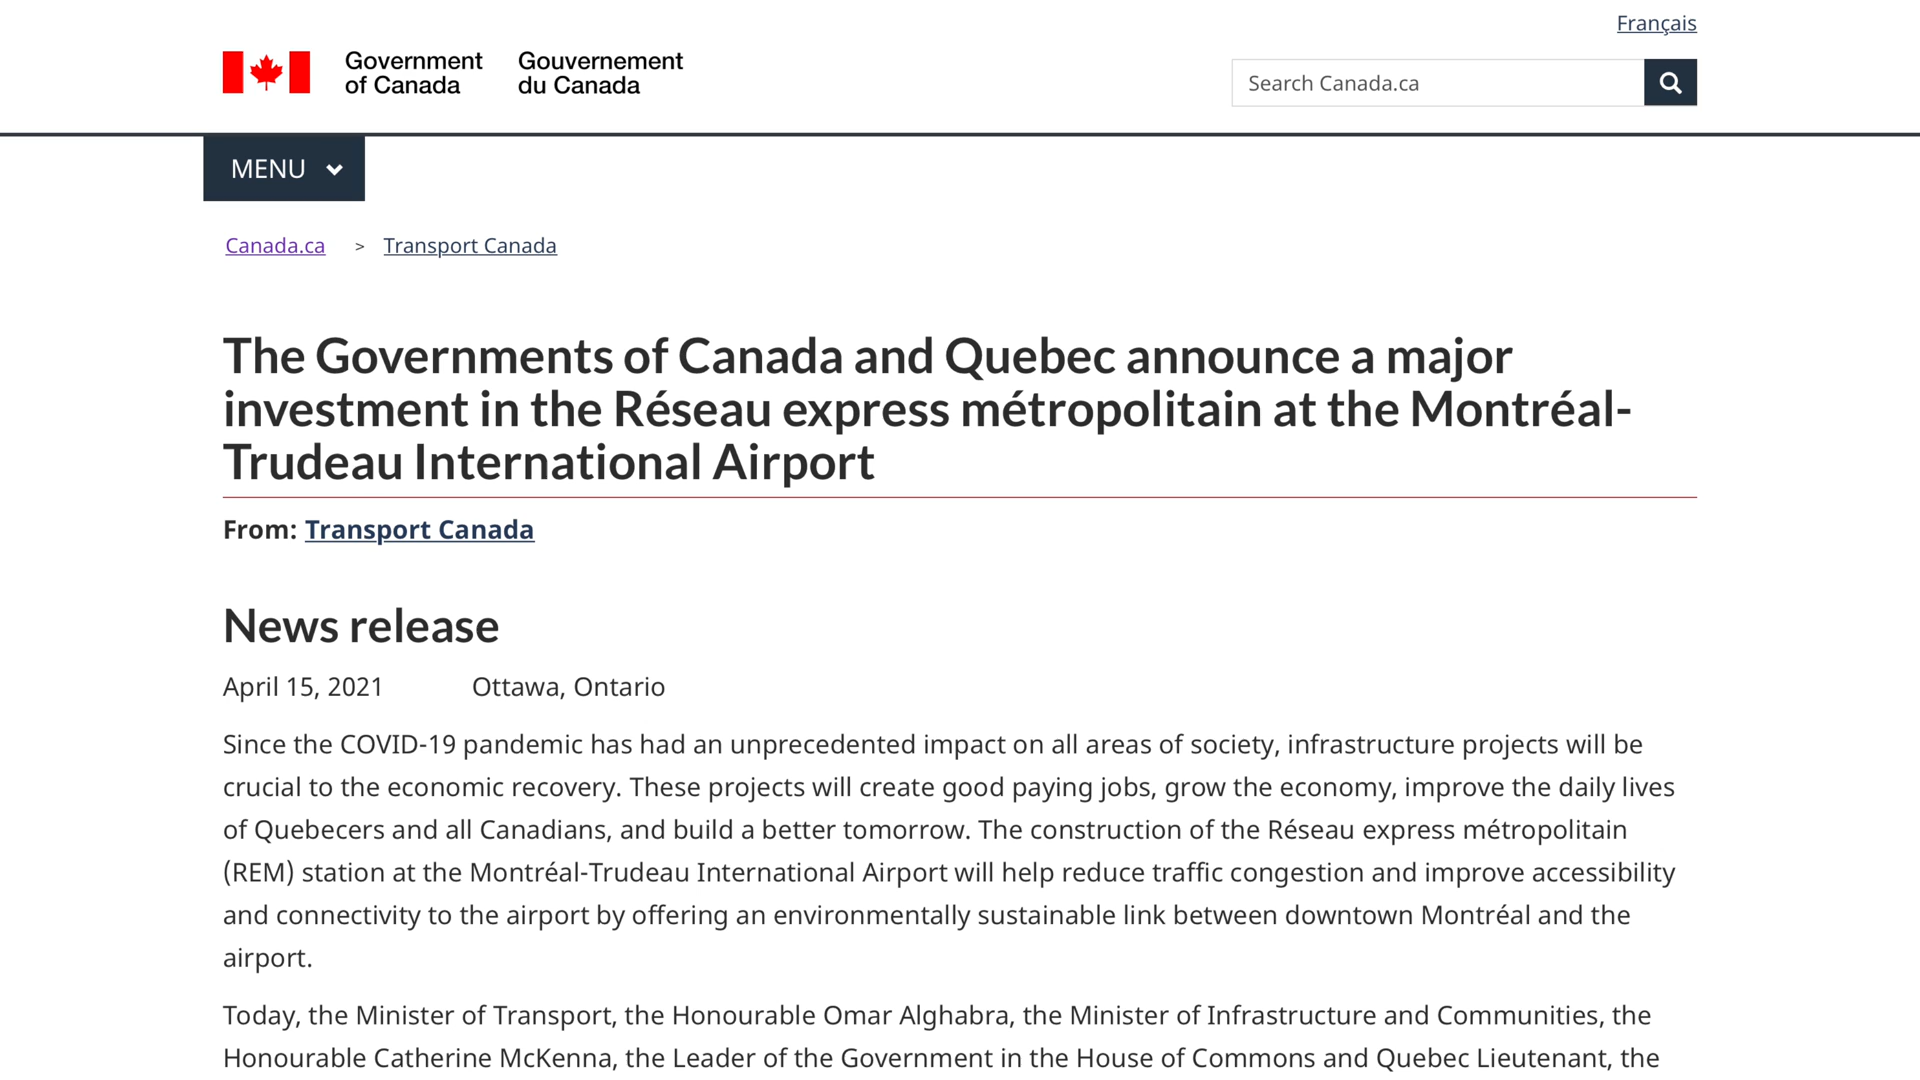 Français
Government of Canada
Gouvernement du Canada
Search Canada.ca
MENU
Canada.ca > Transport Canada
The Governments of Canada and Quebec announce a major
investment in the Réseau express métropolitain at the Montréal-
Trudeau International Airport
From: Transport Canada
News release
April 15, 2021 Ottawa, Ontario
Since the COVID-19 pandemic has had an unprecedented impact on all areas of society, infrastructure projects will be
crucial to the economic recovery. These projects will create good paying jobs, grow the economy, improve the daily lives
of Quebecers and all Canadians, and build a better tomorrow. The construction of the Réseau express métropolitain
(REM) station at the Montréal-Trudeau International Airport will help reduce traffic congestion and improve accessibility
and connectivity to the airport by offering an environmentally sustainable link between downtown Montréal and the
airport.
Today, the Minister of Transport, the Honourable Omar Alghabra, the Minister of Infrastructure and Communities, the
Honourable Catherine McKenna, the Leader of the Government in the House of Commons and Quebec Lieutenant, the